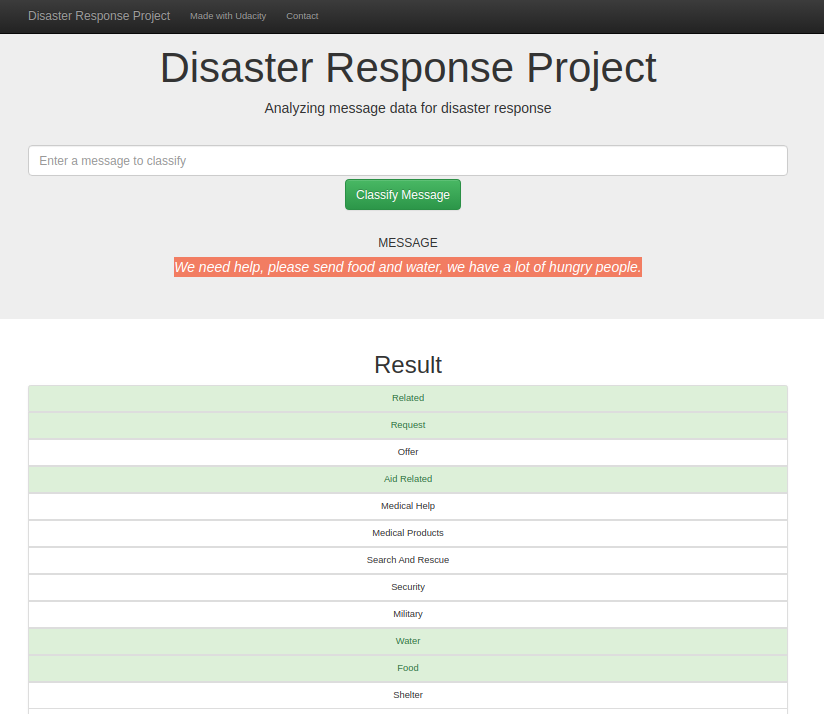 Disaster Response Project Made with Udacity Contact
Disaster Response Project
Analyzing message data for disaster response
Enter a message to classify
Classify Message
MESSAGE
We need help, please send food and water, we have a lot of hungry people.
Result
Related
Request
Offer
Aid Related
Medical Help
Medical Products
Search And Rescue
Security
Military
Water
Food
Shelter